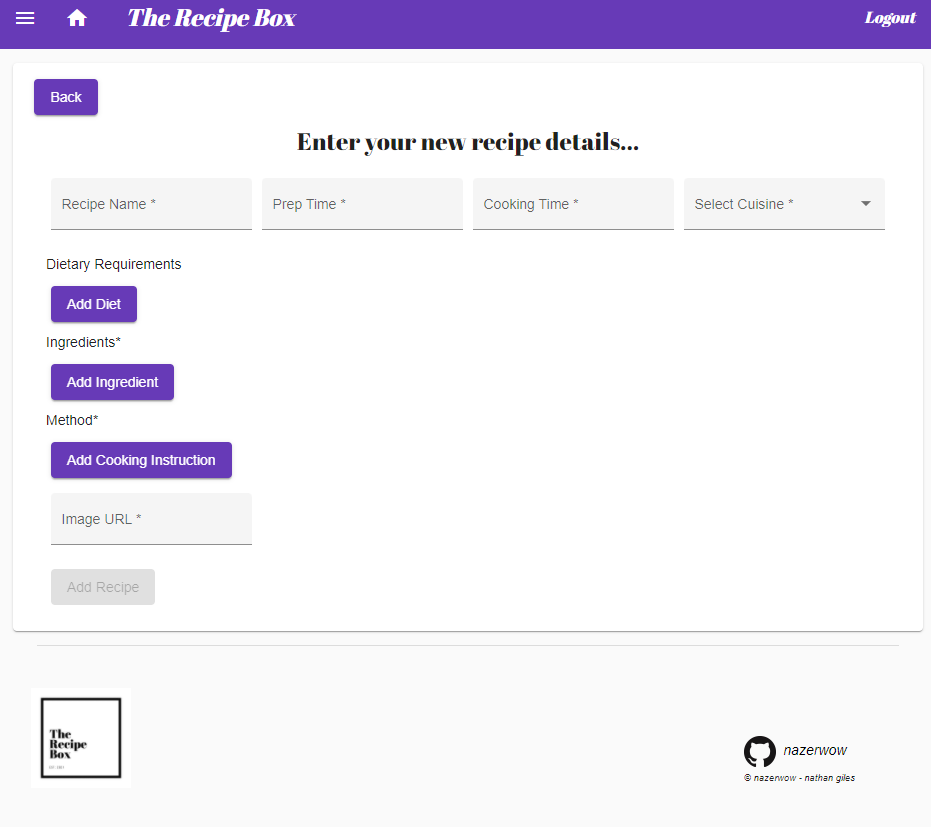 The Recipe Box
Logout
Back
Enter your new recipe details...
Recipe Name *
Prep Time *
Cooking Time *
Select Cuisine *
Dietary Requirements
Add Diet
Ingredients*
Add Ingredient
Method*
Add Cooking Instruction
Image URL *
Add Recipe
The
Recipe
Box
nazerwow
© nazerwow - nathan giles